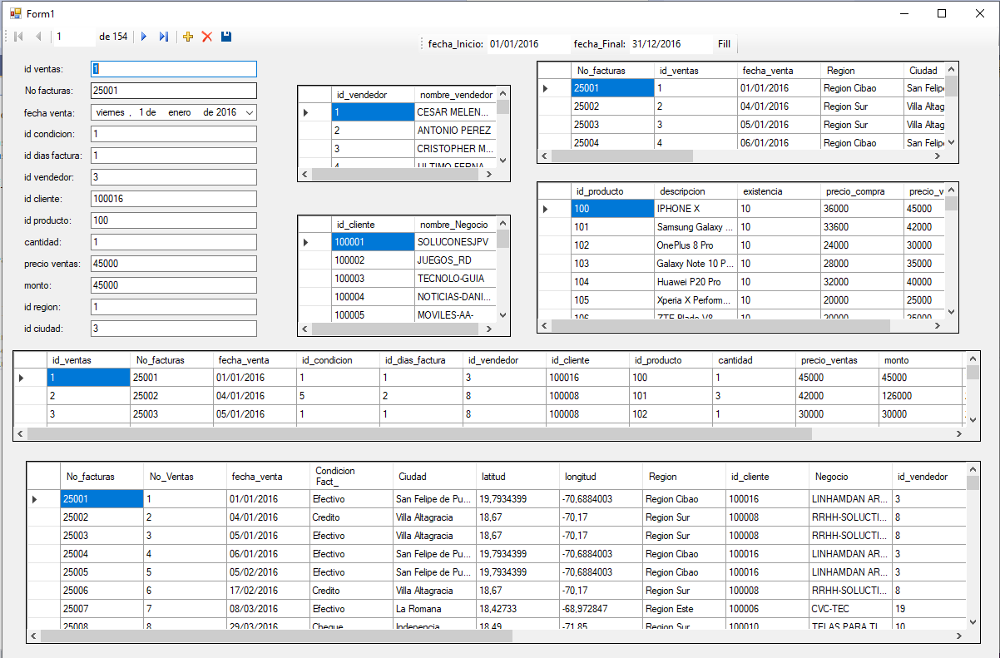 Form1
1 de 154
fecha_Inicio: 01/01/2016 fecha_Final: 31/12/2016 Fill
id ventas: 1
No facturas: 25001
fecha venta: viernes , 1 de enero de 2016
id condicion: 1
id dias factura: 1
id vendedor: 3
id cliente: 100016
id producto: 100
cantidad: 1
precio ventas: 45000
monto: 45000
id region: 1
id ciudad: 3
id_vendedor nombre_vendedor
1 CESAR MELEN...
2 ANTONIO PEREZ
3 CRISTOPHER M...
4 ULTIMO FERNA...
id_cliente nombre_Negocio
100001 SOLUCONESJPV
100002 JUEGOS_RD
100003 TECNOLO-GUIA
100004 NOTICIAS-DANI...
100005 MOVILES-AA-
No_facturas id_ventas fecha_venta Region Ciudad
25001 1 01/01/2016 Region Cibao San Felipe
25002 2 04/01/2016 Region Sur Villa Altag
25003 3 05/01/2016 Region Sur Villa Altag
25004 4 06/01/2016 Region Cibao San Felipe
id_producto descripcion existencia precio_compra precio_v
100 IPHONE X 10 36000 45000
101 Samsung Galaxy ... 10 33600 42000
102 OnePlus 8 Pro 10 24000 30000
103 Galaxy Note 10 P... 10 28000 35000
104 Huawei P20 Pro 10 32000 40000
105 Xperia X Perform... 10 20000 25000
106 ZTE Blade V8 10 20000 25000
id_ventas No_facturas fecha_venta id_condicion id_dias_factura id_vendedor id_cliente id_producto cantidad precio_ventas monto
1 25001 01/01/2016 1 1 3 100016 100 1 45000 45000
2 25002 04/01/2016 5 2 8 100008 101 3 42000 126000
3 25003 05/01/2016 1 1 8 100008 102 1 30000 30000
No_facturas No_Ventas fecha_venta Condicion Fact_ Ciudad latitud longitud Region id_cliente Negocio id_vendedor
25001 1 01/01/2016 Efectivo San Felipe de Pu... 19,7934399 -70,6884003 Region Cibao 100016 LINHAMDAN AR... 3
25002 2 04/01/2016 Credito Villa Altagracia 18,67 -70,17 Region Sur 100008 RRHH-SOLUCTI... 8
25003 3 05/01/2016 Efectivo Villa Altagracia 18,67 -70,17 Region Sur 100008 RRHH-SOLUCTI... 8
25004 4 06/01/2016 Efectivo San Felipe de Pu... 19,7934399 -70,6884003 Region Cibao 100016 LINHAMDAN AR... 3
25005 5 05/02/2016 Efectivo San Felipe de Pu... 19,7934399 -70,6884003 Region Cibao 100016 LINHAMDAN AR... 3
25006 6 17/02/2016 Credito Villa Altagracia 18,67 -70,17 Region Sur 100008 RRHH-SOLUCTI... 8
25007 7 08/03/2016 Efectivo La Romana 18,42733 -68,972847 Region Este 100006 CVC-TEC 19
25008 8 29/03/2016 Cheque Indepencia 18,49 -71,85 Region Sur 100010 TELAS PARA TI 10